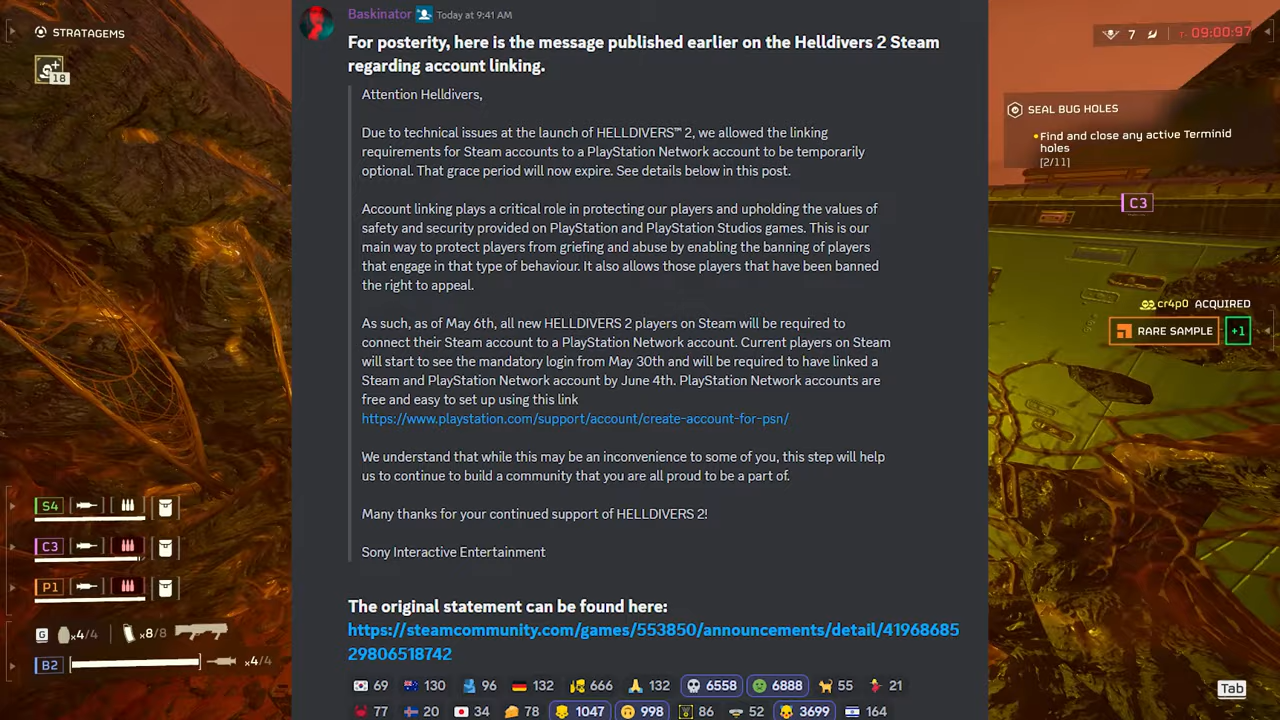 STRATAGEMS
18
Baskinator Today at 9:41 AM
For posterity, here is the message published earlier on the Helldivers 2 Steam
regarding account linking.
Attention Helldivers,
Due to technical issues at the launch of HELLDIVERS™ 2, we allowed the linking
requirements for Steam accounts to a PlayStation Network account to be temporarily
optional. That grace period will now expire. See details below in this post.
Account linking plays a critical role in protecting our players and upholding the values of
safety and security provided on PlayStation and PlayStation Studios games. This is our
main way to protect players from griefing and abuse by enabling the banning of players
that engage in that type of behaviour. It also allows those players that have been banned
the right to appeal.
As such, as of May 6th, all new HELLDIVERS 2 players on Steam will be required to
connect their Steam account to a PlayStation Network account. Current players on Steam
will start to see the mandatory login from May 30th and will be required to have linked a
Steam and PlayStation Network account by June 4th. PlayStation Network accounts are
free and easy to set up using this link
https://www.playstation.com/support/account/create-account-for-psn/
We understand that while this may be an inconvenience to some of you, this step will help
us to continue to build a community that you are all proud to be a part of.
Many thanks for your continued support of HELLDIVERS 2!
Sony Interactive Entertainment
The original statement can be found here:
https://steamcommunity.com/games/553850/announcements/detail/41968685
29806518742
69 130 96 132 666 132 6558 6888 55 21
77 20 34 78 1047 998 86 52 3699 164
7 T- 09:00:97
SEAL BUG HOLES
Find and close any active Terminid
holes
[2/11]
C3
cr4p0 ACQUIRED
RARE SAMPLE +1
S4
C3
P1
G x4/4 x8/8
B2 x4/4
Tab